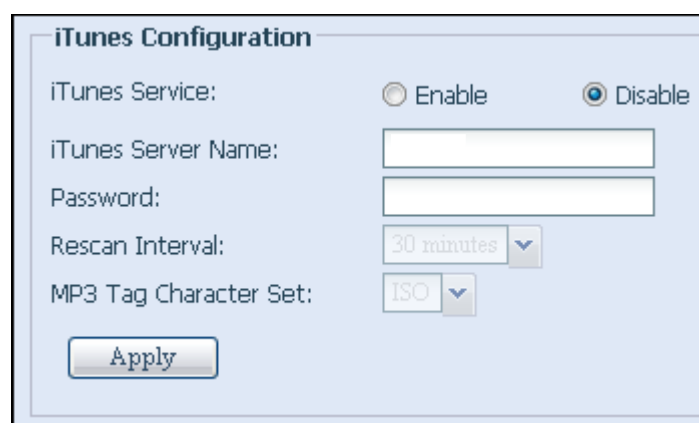 iTunes Configuration
iTunes Service: Enable Disable
iTunes Server Name:
Password:
Rescan Interval: 30 minutes
MP3 Tag Character Set: ISO
Apply